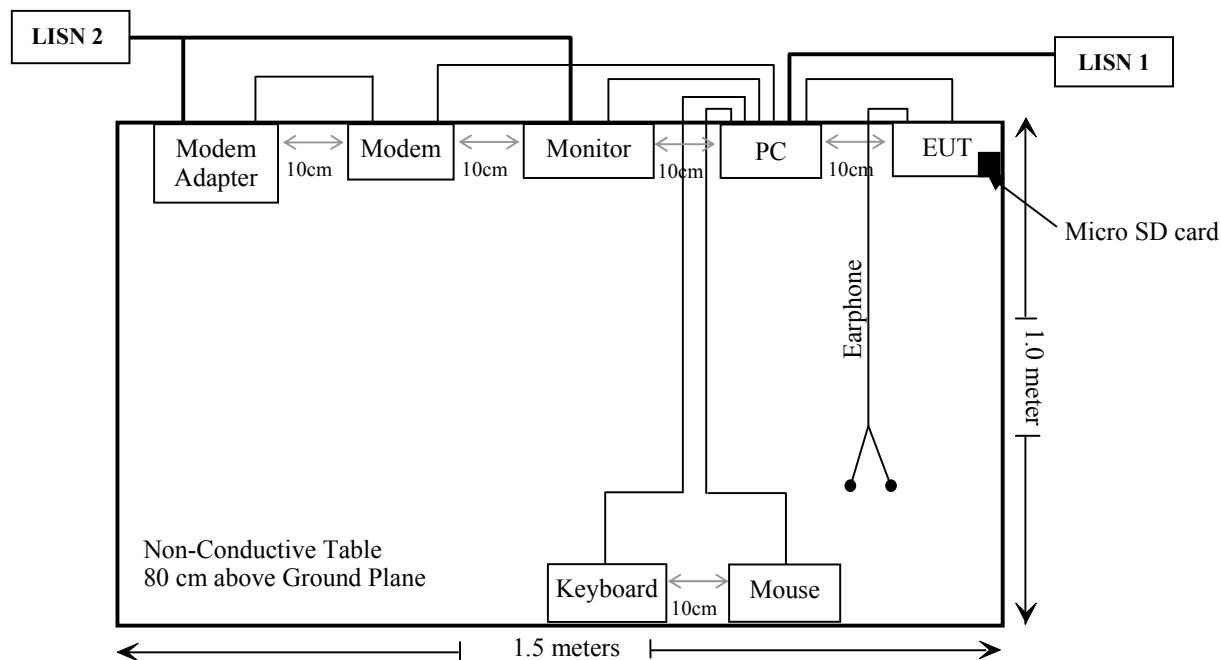 LISN 2
LISN 1
Modem
Adapter
10cm
Modem
10cm
Monitor
10cm
PC
10cm
EUT
Micro SD card
Earphone
1.0 meter
Non-Conductive Table
80 cm above Ground Plane
Keyboard
10cm
Mouse
1.5 meters